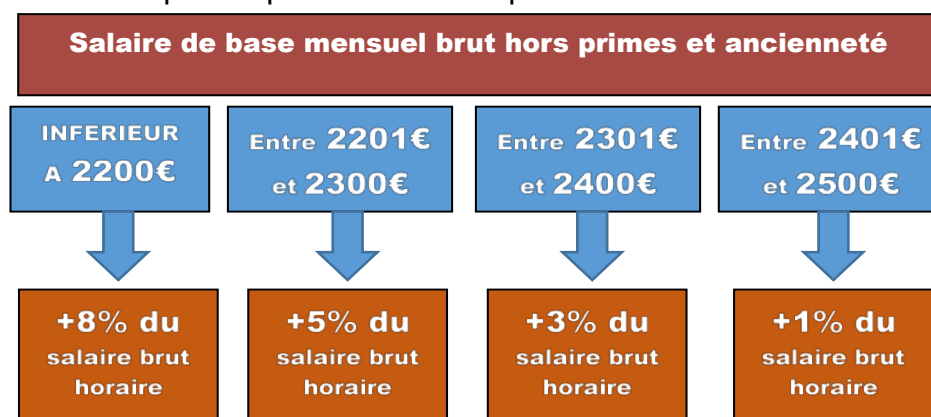 Salaire de base mensuel brut hors primes et ancienneté
INFERIEUR
A 2200€
Entre 2201€
et 2300€
Entre 2301€
et 2400€
Entre 2401€
et 2500€
+8% du
salaire brut
horaire
+5% du
salaire brut
horaire
+3% du
salaire brut
horaire
+1% du
salaire brut
horaire